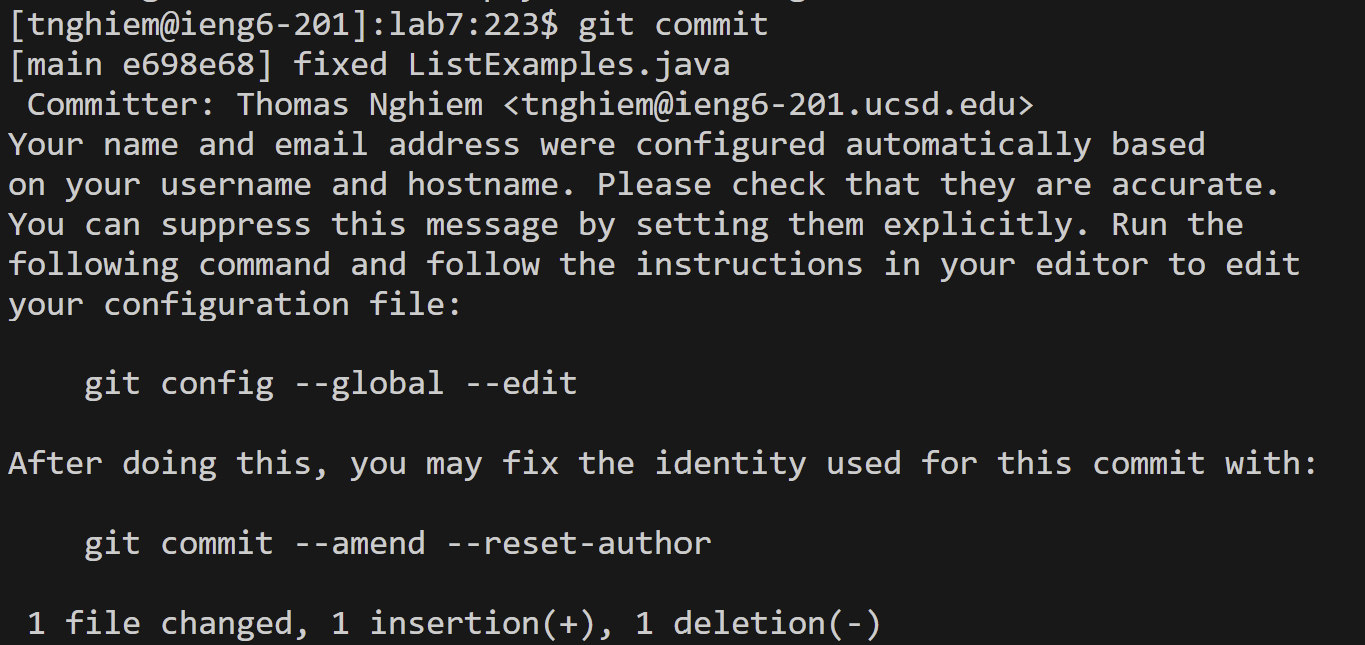 [tnghiem@ieng6-201]:lab7:223$ git commit
[main e698e68] fixed ListExamples.java
 Committer: Thomas Nghiem <tnghiem@ieng6-201.ucsd.edu>
Your name and email address were configured automatically based
on your username and hostname. Please check that they are accurate.
You can suppress this message by setting them explicitly. Run the
following command and follow the instructions in your editor to edit
your configuration file:

    git config --global --edit

After doing this, you may fix the identity used for this commit with:

    git commit --amend --reset-author

 1 file changed, 1 insertion(+), 1 deletion(-)